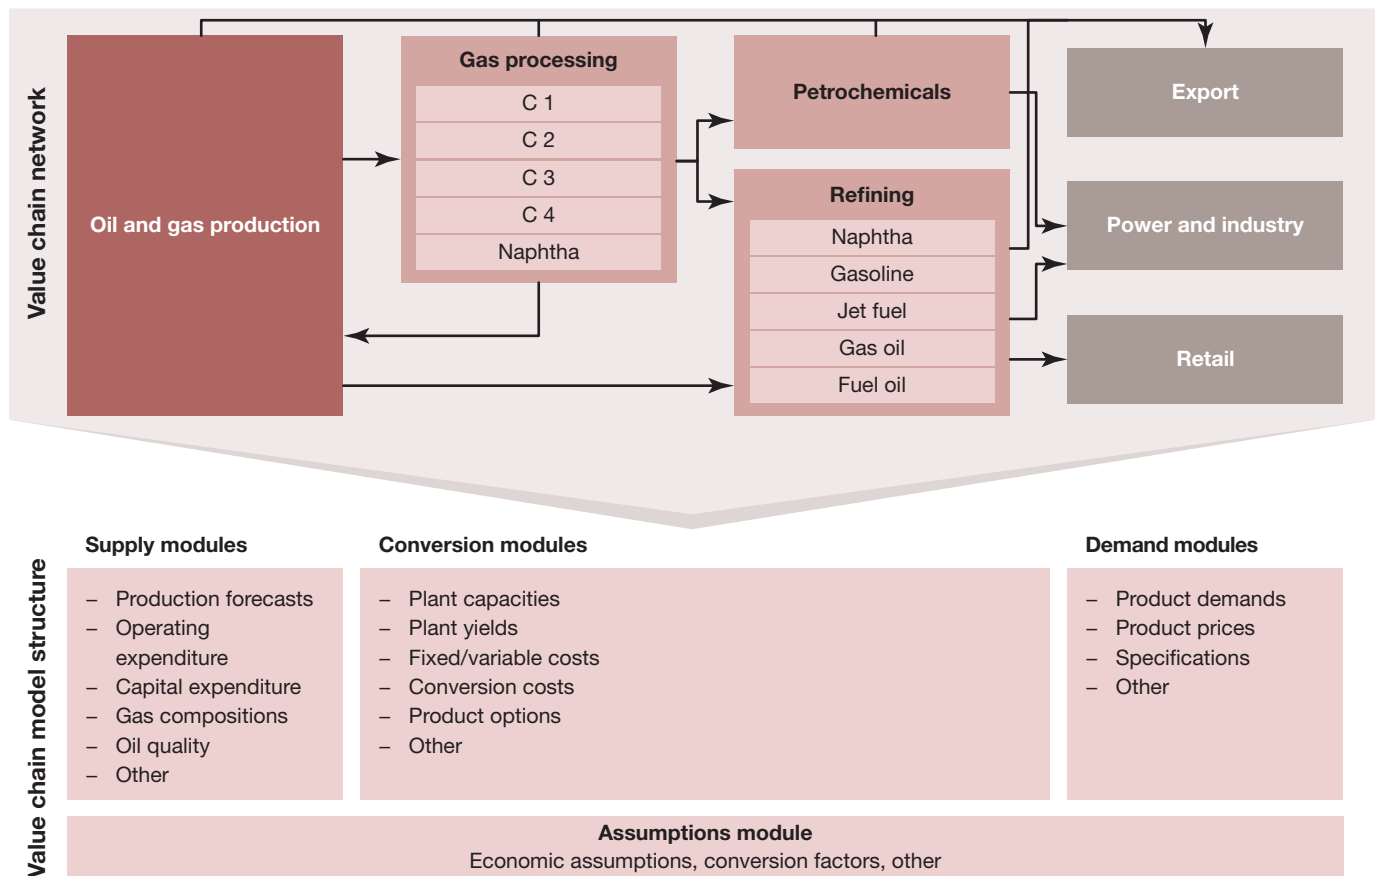 Value chain network
Oil and gas production
Gas processing
C 1
C 2
C 3
C 4
Naphtha
Petrochemicals
Refining
Naphtha
Gasoline
Jet fuel
Gas oil
Fuel oil
Export
Power and industry
Retail
Value chain model structure
Supply modules
– Production forecasts
– Operating
expenditure
– Capital expenditure
– Gas compositions
– Oil quality
– Other
Conversion modules
– Plant capacities
– Plant yields
– Fixed/variable costs
– Conversion costs
– Product options
– Other
Demand modules
– Product demands
– Product prices
– Specifications
– Other
Assumptions module
Economic assumptions, conversion factors, other